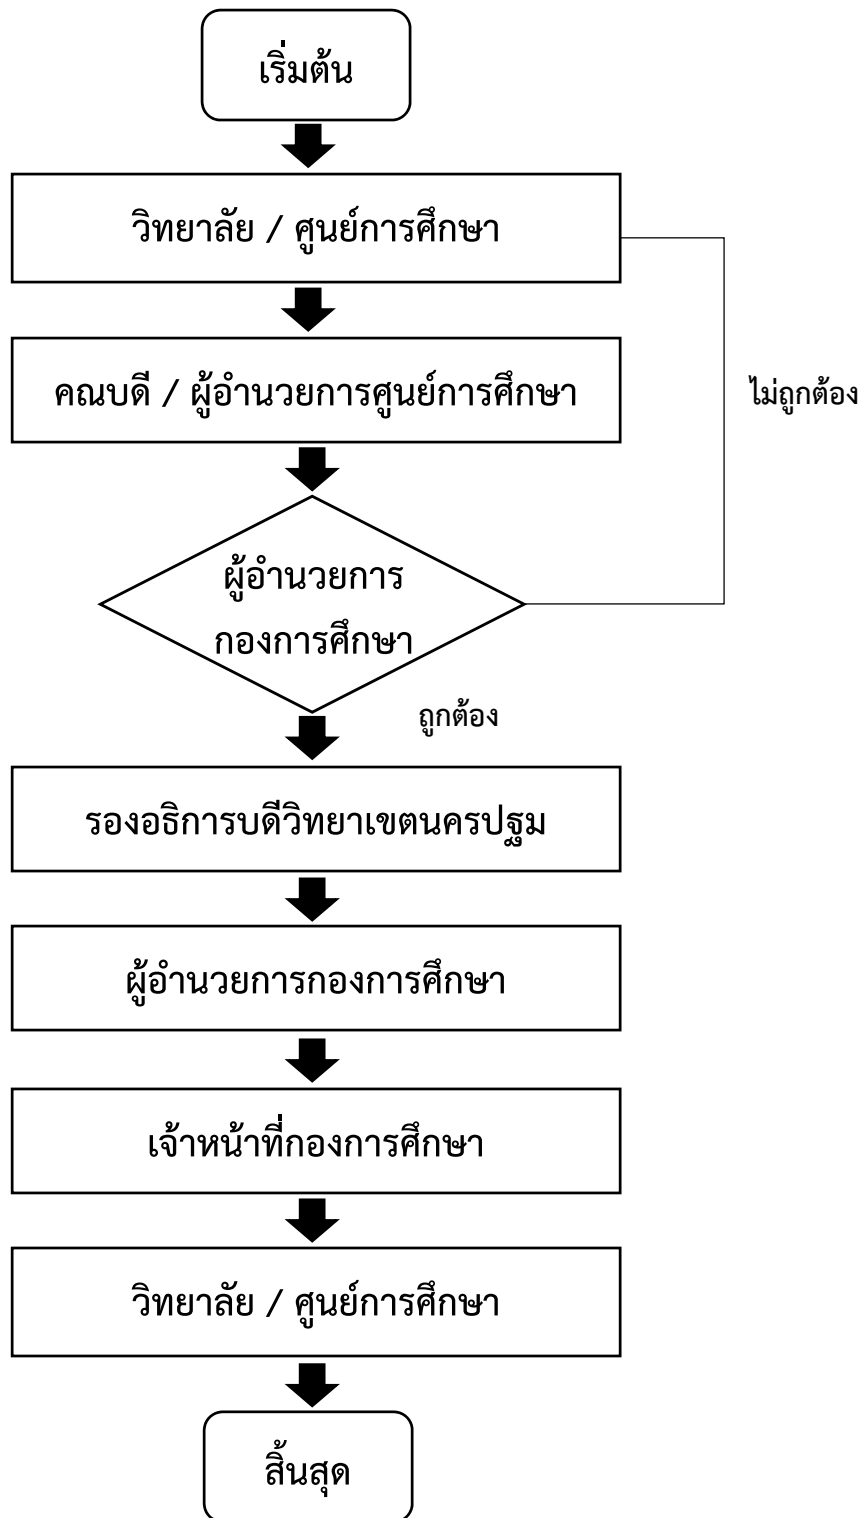 เริ่มต้น
วิทยาลัย / ศูนย์การศึกษา
คณบดี / ผู้อำนวยการศูนย์การศึกษา
ไม่ถูกต้อง
ผู้อำนวยการ
กองการศึกษา
ถูกต้อง
รองอธิการบดีวิทยาเขตนครปฐม
ผู้อำนวยการกองการศึกษา
เจ้าหน้าที่กองการศึกษา
วิทยาลัย / ศูนย์การศึกษา
สิ้นสุด